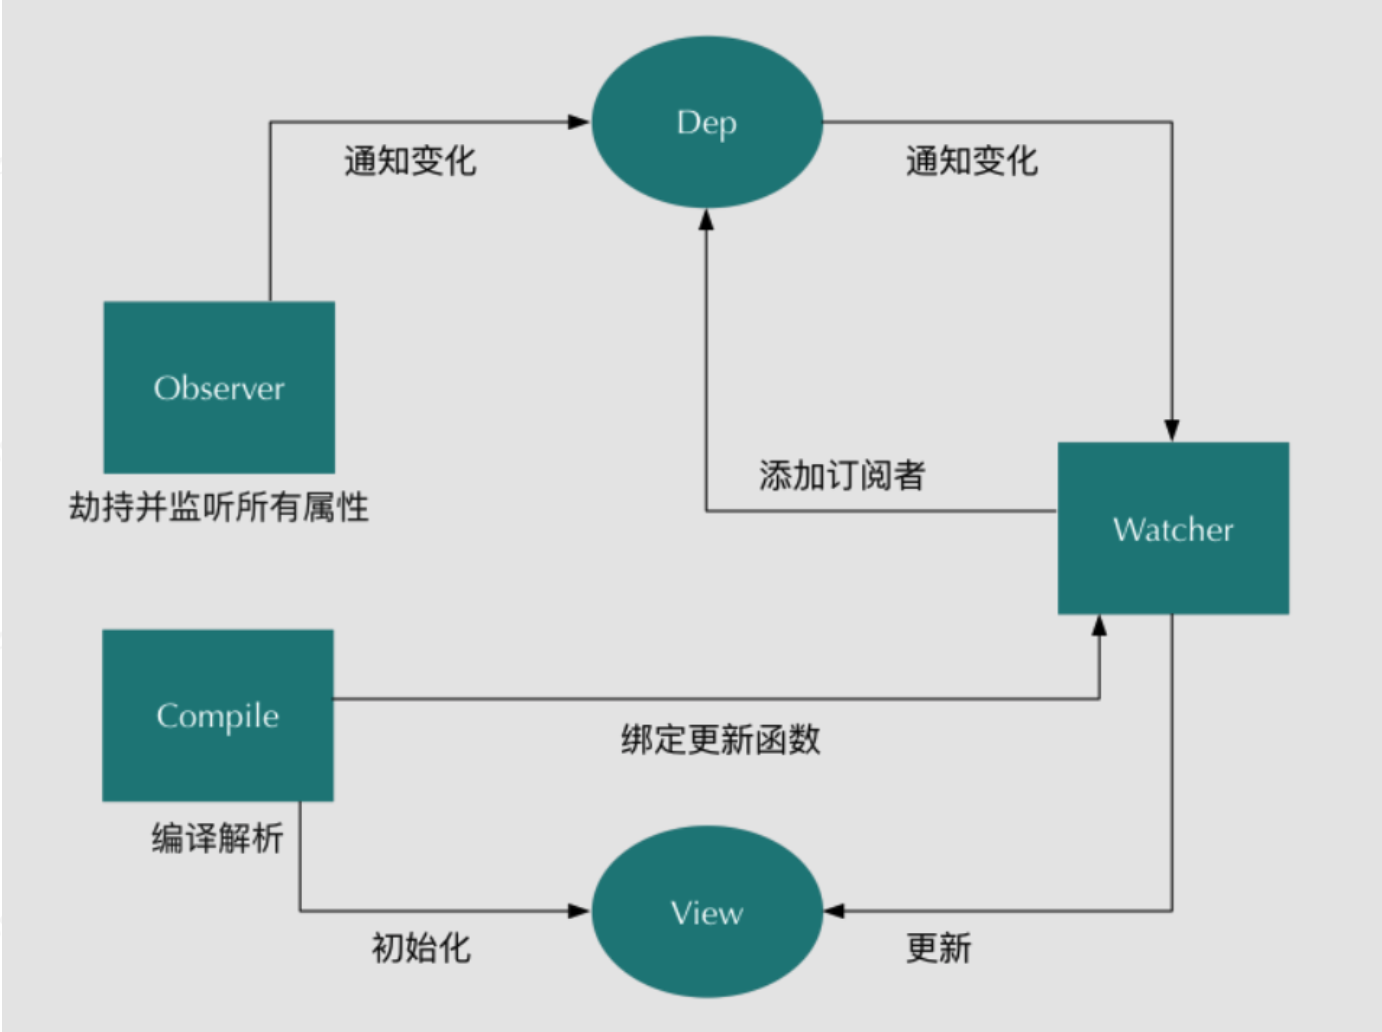 Dep
通知变化
通知变化
Observer
劫持并监听所有属性
添加订阅者
Watcher
Compile
绑定更新函数
编译解析
View
初始化
更新